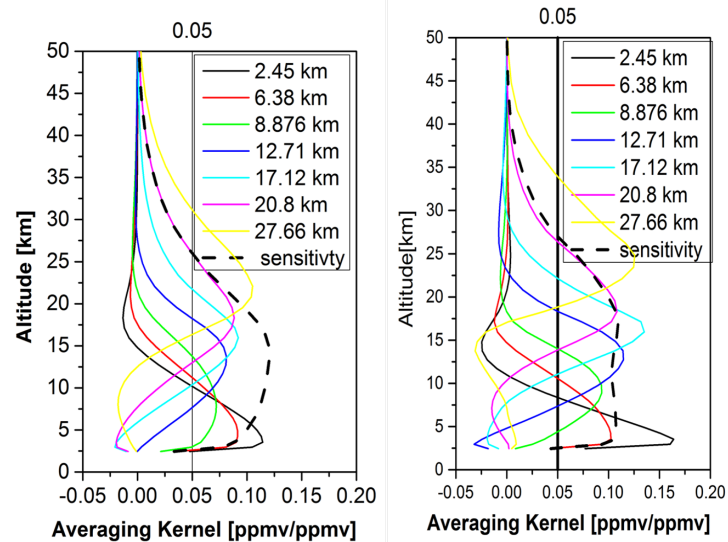 0.05
50
45
40
35
30
25
20
15
10
5
0
Altitude [km]
2.45 km
6.38 km
8.876 km
12.71 km
17.12 km
20.8 km
27.66 km
sensitivty
-0.05 0.00 0.05 0.10 0.15 0.20
Averaging Kernel [ppmv/ppmv]
0.05
50
45
40
35
30
25
20
15
10
5
0
Altitude[km]
2.45 km
6.38 km
8.876 km
12.71 km
17.12 km
20.8 km
27.66 km
sensitivity
-0.05 0.00 0.05 0.10 0.15 0.20
Averaging Kernel [ppmv/ppmv]